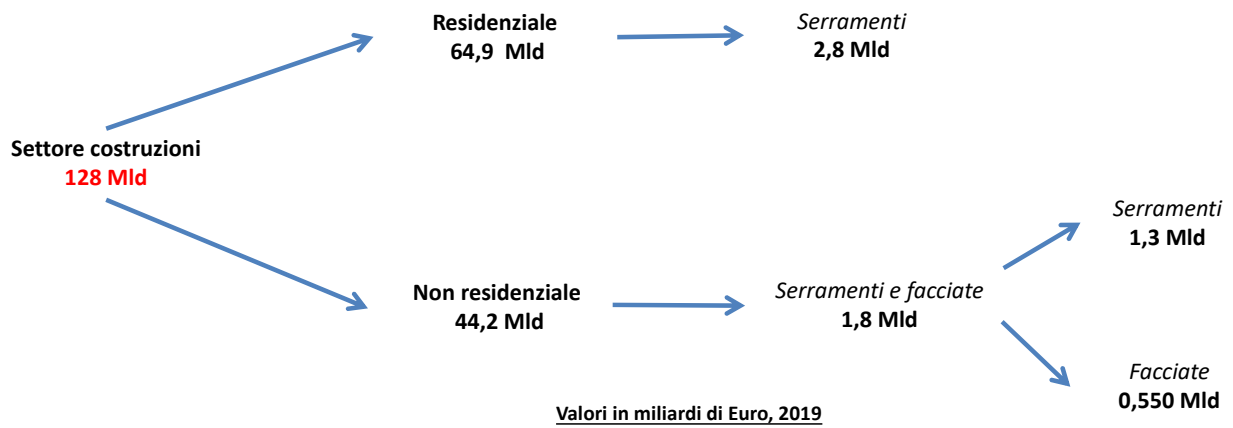 Residenziale
64,9 Mld
Serramenti
2,8 Mld
Settore costruzioni
128 Mld
Serramenti
1,3 Mld
Non residenziale
44,2 Mld
Serramenti e facciate
1,8 Mld
Facciate
0,550 Mld
Valori in miliardi di Euro, 2019